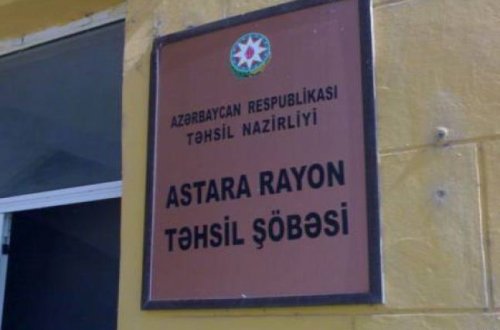 AZƏRBAYCAN RESPUBLİKASI
TƏHSİL NAZİRLİYİ
ASTARA RAYON
TƏHSİL ŞÖBƏSİ